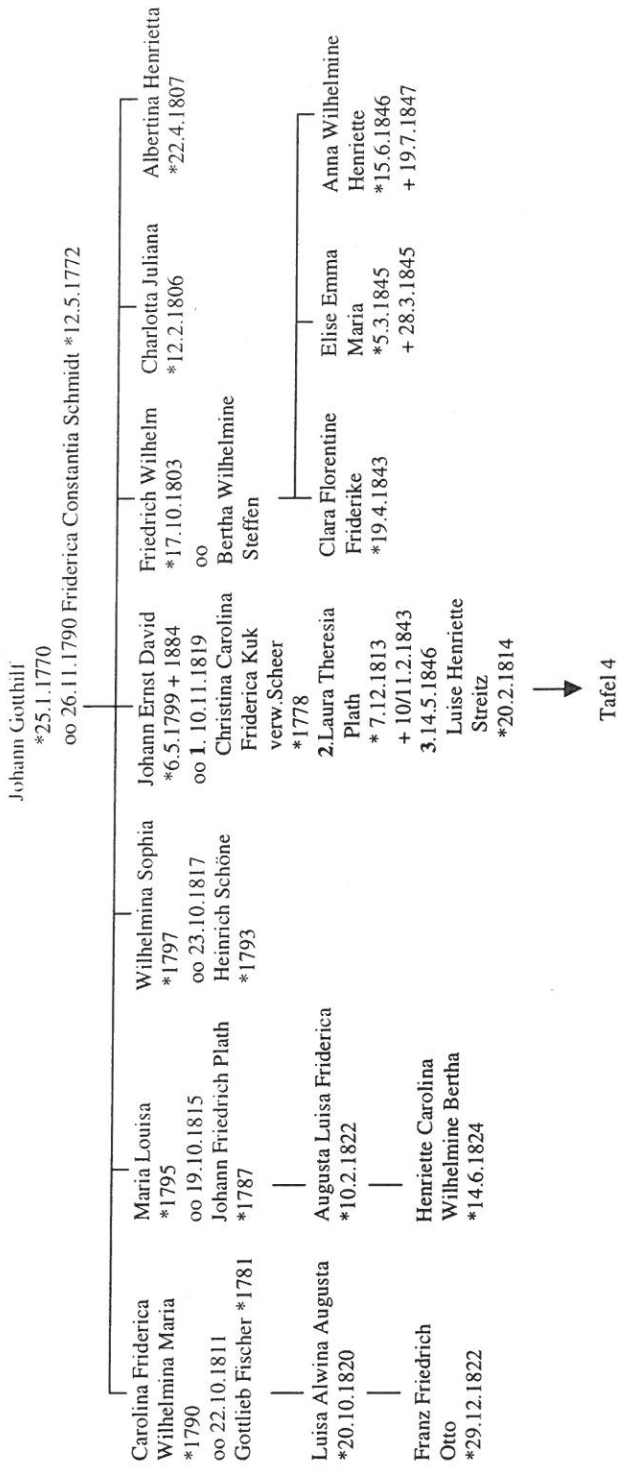 Johann Gotthilf
*25.1.1770
oo 26.11.1790 Friderica Constantia Schmidt *12.5.1772
Carolina Friderica
Wilhelmina Maria
*1790
oo 22.10.1811
Gottlieb Fischer *1781
Luisa Alwina Augusta
*20.10.1820
Franz Friedrich
Otto
*29.12.1822
Maria Louisa
*1795
oo 19.10.1815
Johann Friedrich Plath
*1787
Augusta Luisa Friderica
*10.2.1822
Henriette Carolina
Wilhelmine Bertha
*14.6.1824
Wilhelmina Sophia
*1797
oo 23.10.1817
Heinrich Schöne
*1793
Johann Ernst David
*6.5.1799 + 1884
oo 1. 10.11.1819
Christina Carolina
Friderica Kuk
verw.Scheer
*1778
2.Laura Theresia
Plath
* 7.12.1813
+ 10/11.2.1843
3.14.5.1846
Luise Henriette
Streitz
*20.2.1814
Tafel 4
Friedrich Wilhelm
*17.10.1803
oo
Bertha Wilhelmine
Steffen
Clara Florentine
Friderike
*19.4.1843
Elise Emma
Maria
*5.3.1845
+ 28.3.1845
Anna Wilhelmine
Henriette
*15.6.1846
+ 19.7.1847
Charlotta Juliana
*12.2.1806
Albertina Henrietta
*22.4.1807